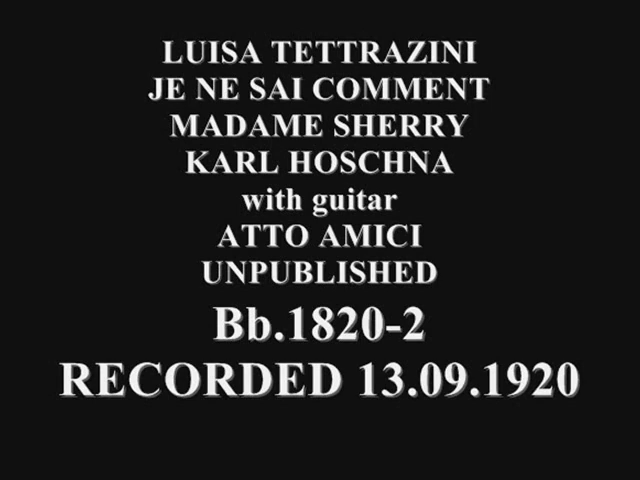 LUISA TETTRAZINI
JE NE SAI COMMENT
MADAME SHERRY
KARL HOSCHNA
with guitar
ATTO AMICI
UNPUBLISHED
Bb.1820-2
RECORDED 13.09.1920